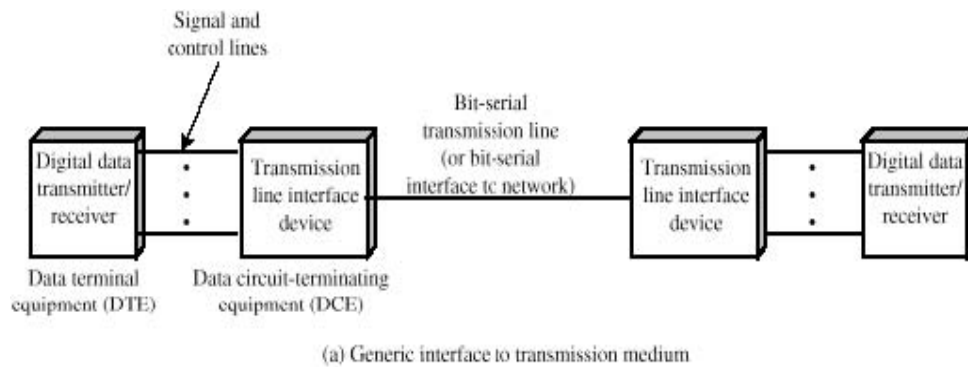 Signal and
control lines
Bit-serial
transmission line
(or bit-serial
interface tc network)
Digital data
transmitter/
receiver
Transmission
line interface
device
Transmission
line interface
device
Digital data
transmitter/
receiver
Data terminal
equipment (DTE)
Data circuit-terminating
equipment (DCE)
(a) Generic interface to transmission medium